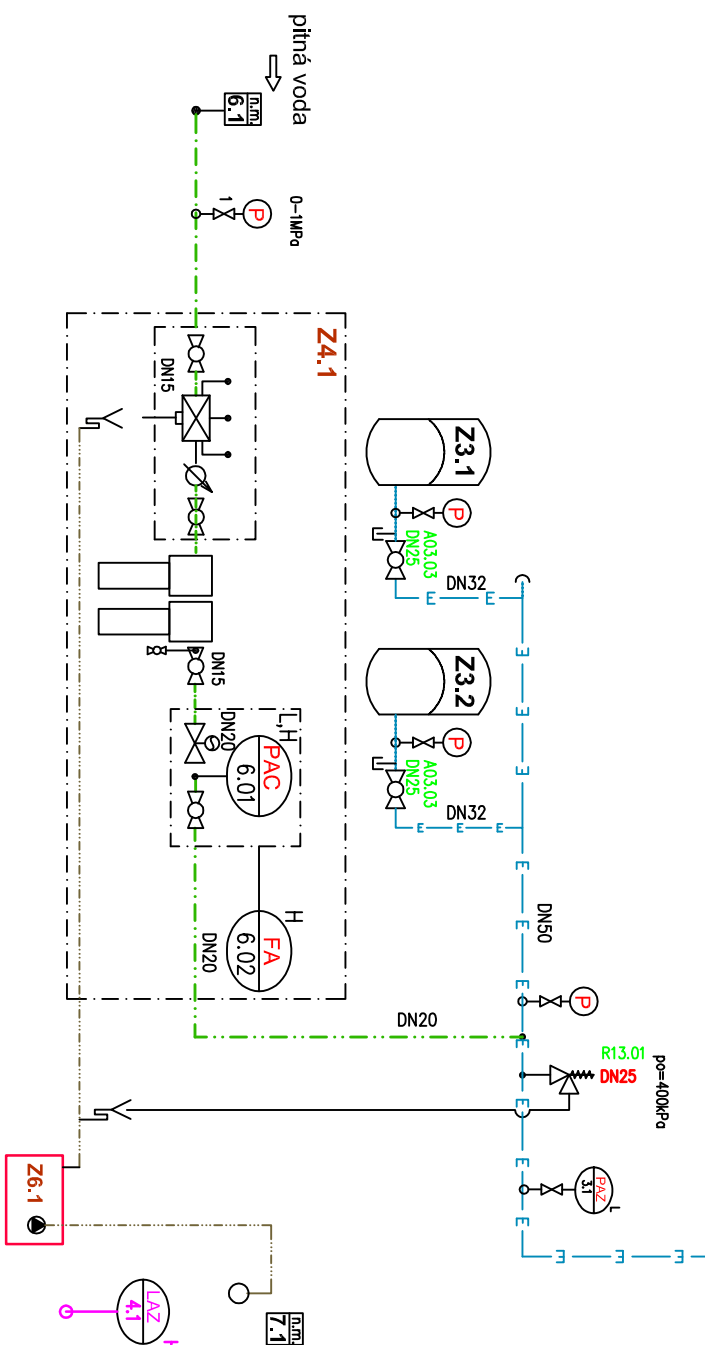 pitná voda
n.m.
6.1
P
1
0-1MPa
Z4.1
DN15
DN15
DN20
L,H
PAC
6.01
H
FA
6.02
DN20
DN20
Z3.1
P
A03.03
DN25
DN32
E
E
Z3.2
P
A03.03
DN25
DN32
E
E
E
E
E
E
E
E
E
E
E
DN50
P
R13.01
DN25
po=400kPa
PAZ
3.1
L
E
E
E
Z6.1
LAZ
4.1
n.m.
7.1